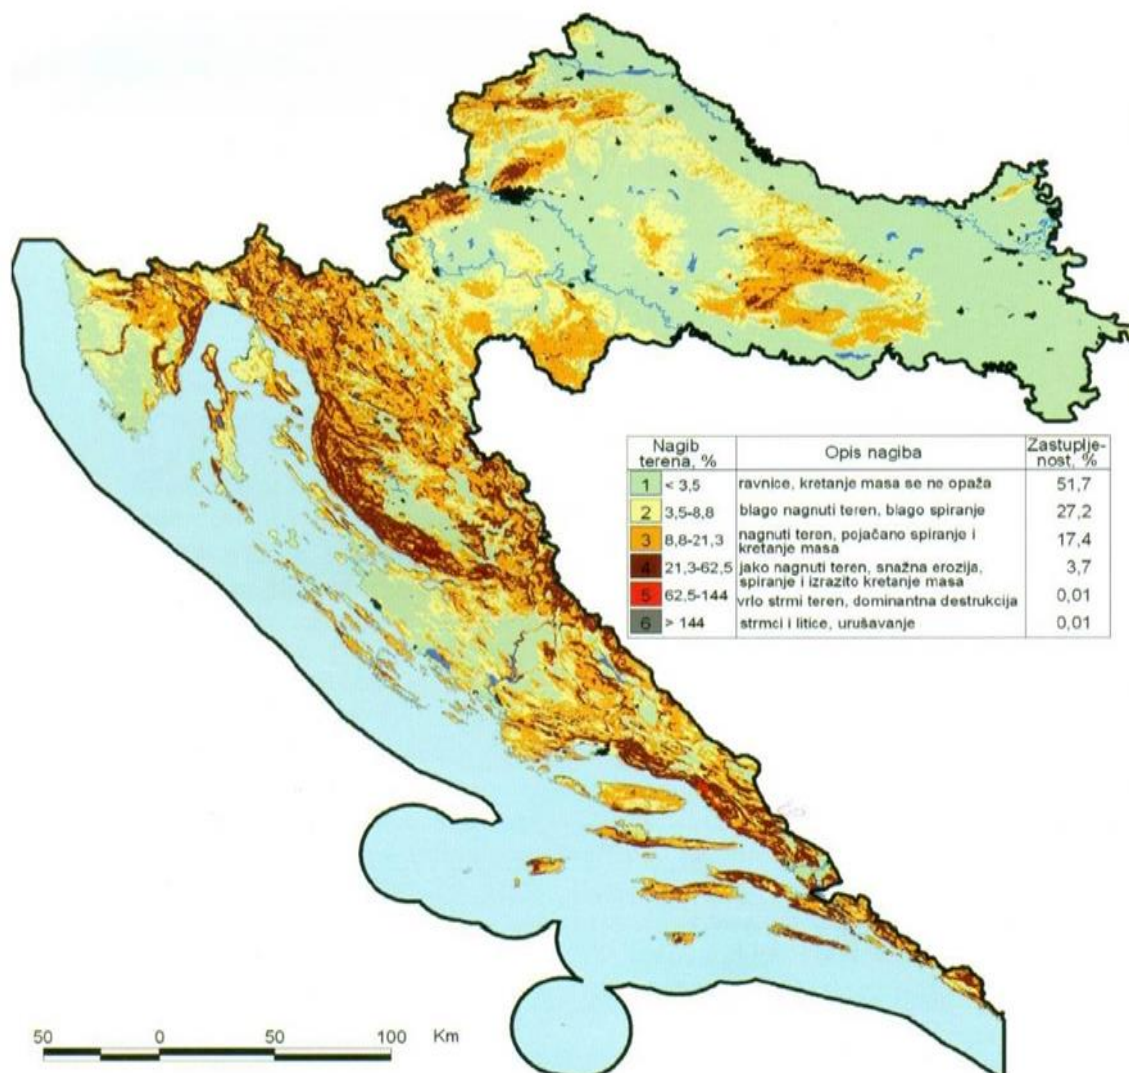 Nagib terena, %
Opis nagiba
Zastuplje-
nost, %
1 < 3,5 ravnice, kretanje masa se ne opaža 51,7
2 3,5-8,8 blago nagnuti teren, blago spiranje 27,2
3 8,8-21,3 nagnuti teren, pojačano spiranje i
kretanje masa 17,4
4 21,3-62,5 jako nagnuti teren, snažna erozija,
spiranje i izrazito kretanje masa 3,7
5 62,5-144 vrlo strmi teren, dominantna destrukcija 0,01
6 > 144 strmci i litice, urušavanje 0,01
50 0 50 100 Km